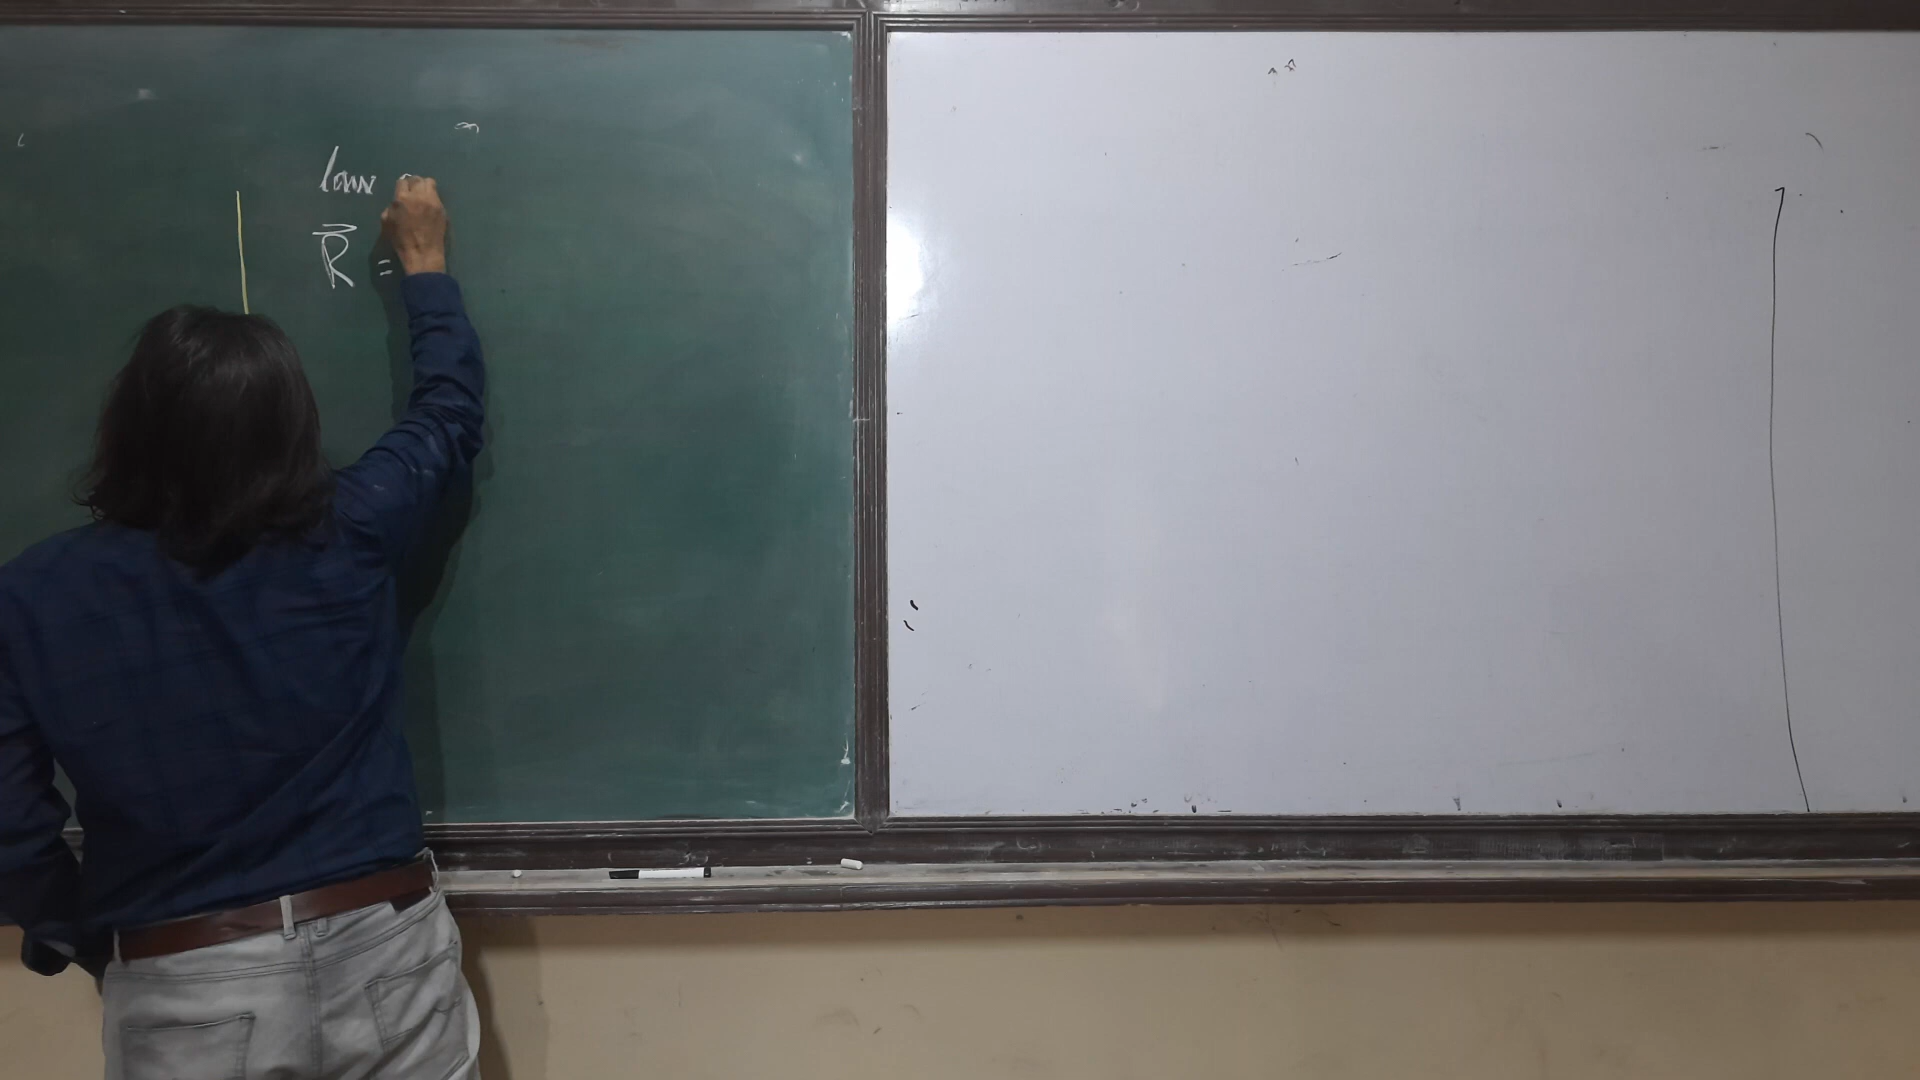 law
R⃗ =